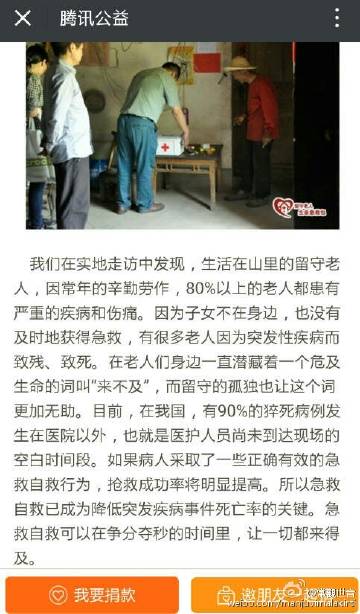 腾讯公益
留守老人
我们在实地走访中发现，生活在山里的留守老
人，因常年的辛勤劳作，80%以上的老人都患有
严重的疾病和伤痛。因为子女不在身边，也没有
及时地获得急救，有很多老人因为突发性疾病而
致残、致死。在老人们身边一直潜藏着一个危及
生命的词叫“来不及”，而留守的孤独也让这个词
更加无助。目前，在我国，有90%的猝死病例发
生在医院以外，也就是医护人员尚未到达现场的
空白时间段。如果病人采取了一些正确有效的急
救自救行为，抢救成功率将明显提高。所以急救
自救已成为降低突发疾病事件死亡率的关键。急
救自救可以在争分夺秒的时间里，让一切都来得
及。
我要捐款
邀朋友一起捐